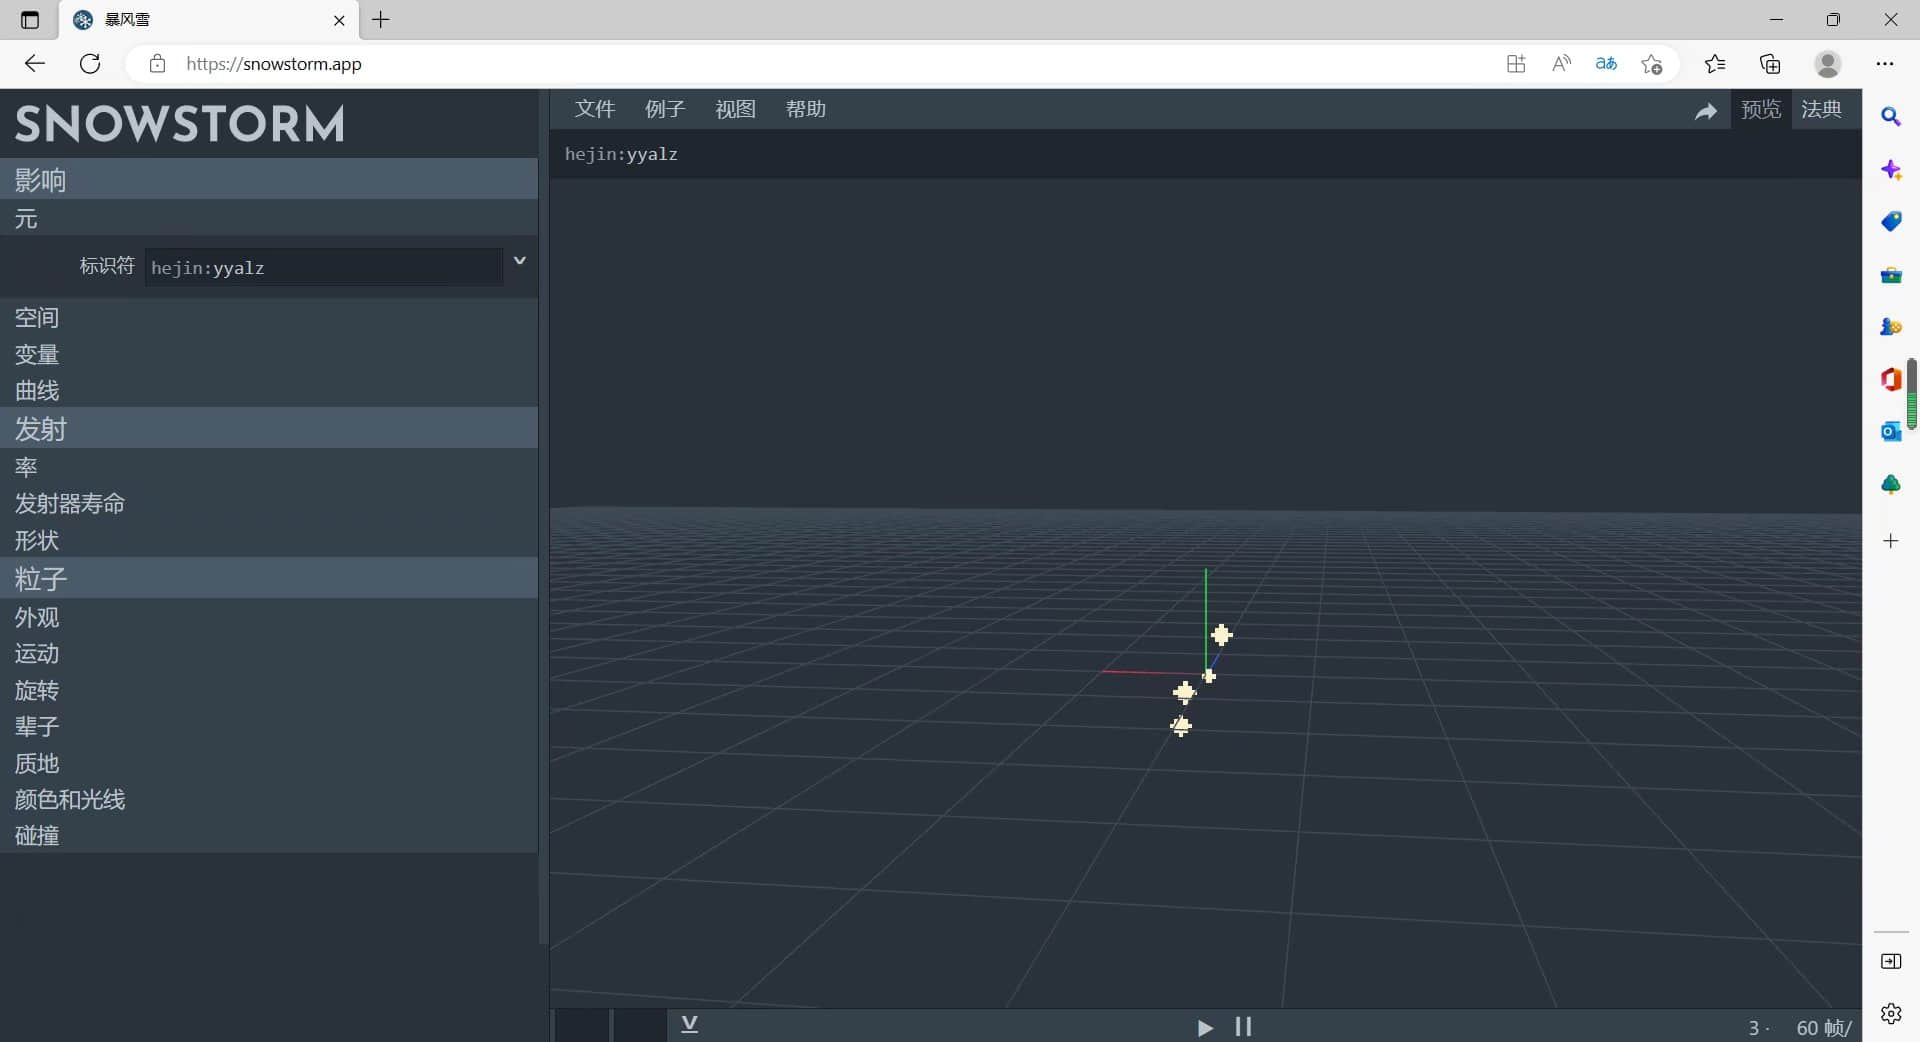 暴风雪
https://snowstorm.app
SNOWSTORM
文件 例子 视图 帮助
预览 法典
hejin:yyalz
影响
元
标识符 hejin:yyalz
空间
变量
曲线
发射
率
发射器寿命
形状
粒子
外观
运动
旋转
辈子
质地
颜色和光线
碰撞
3 · 60 帧/